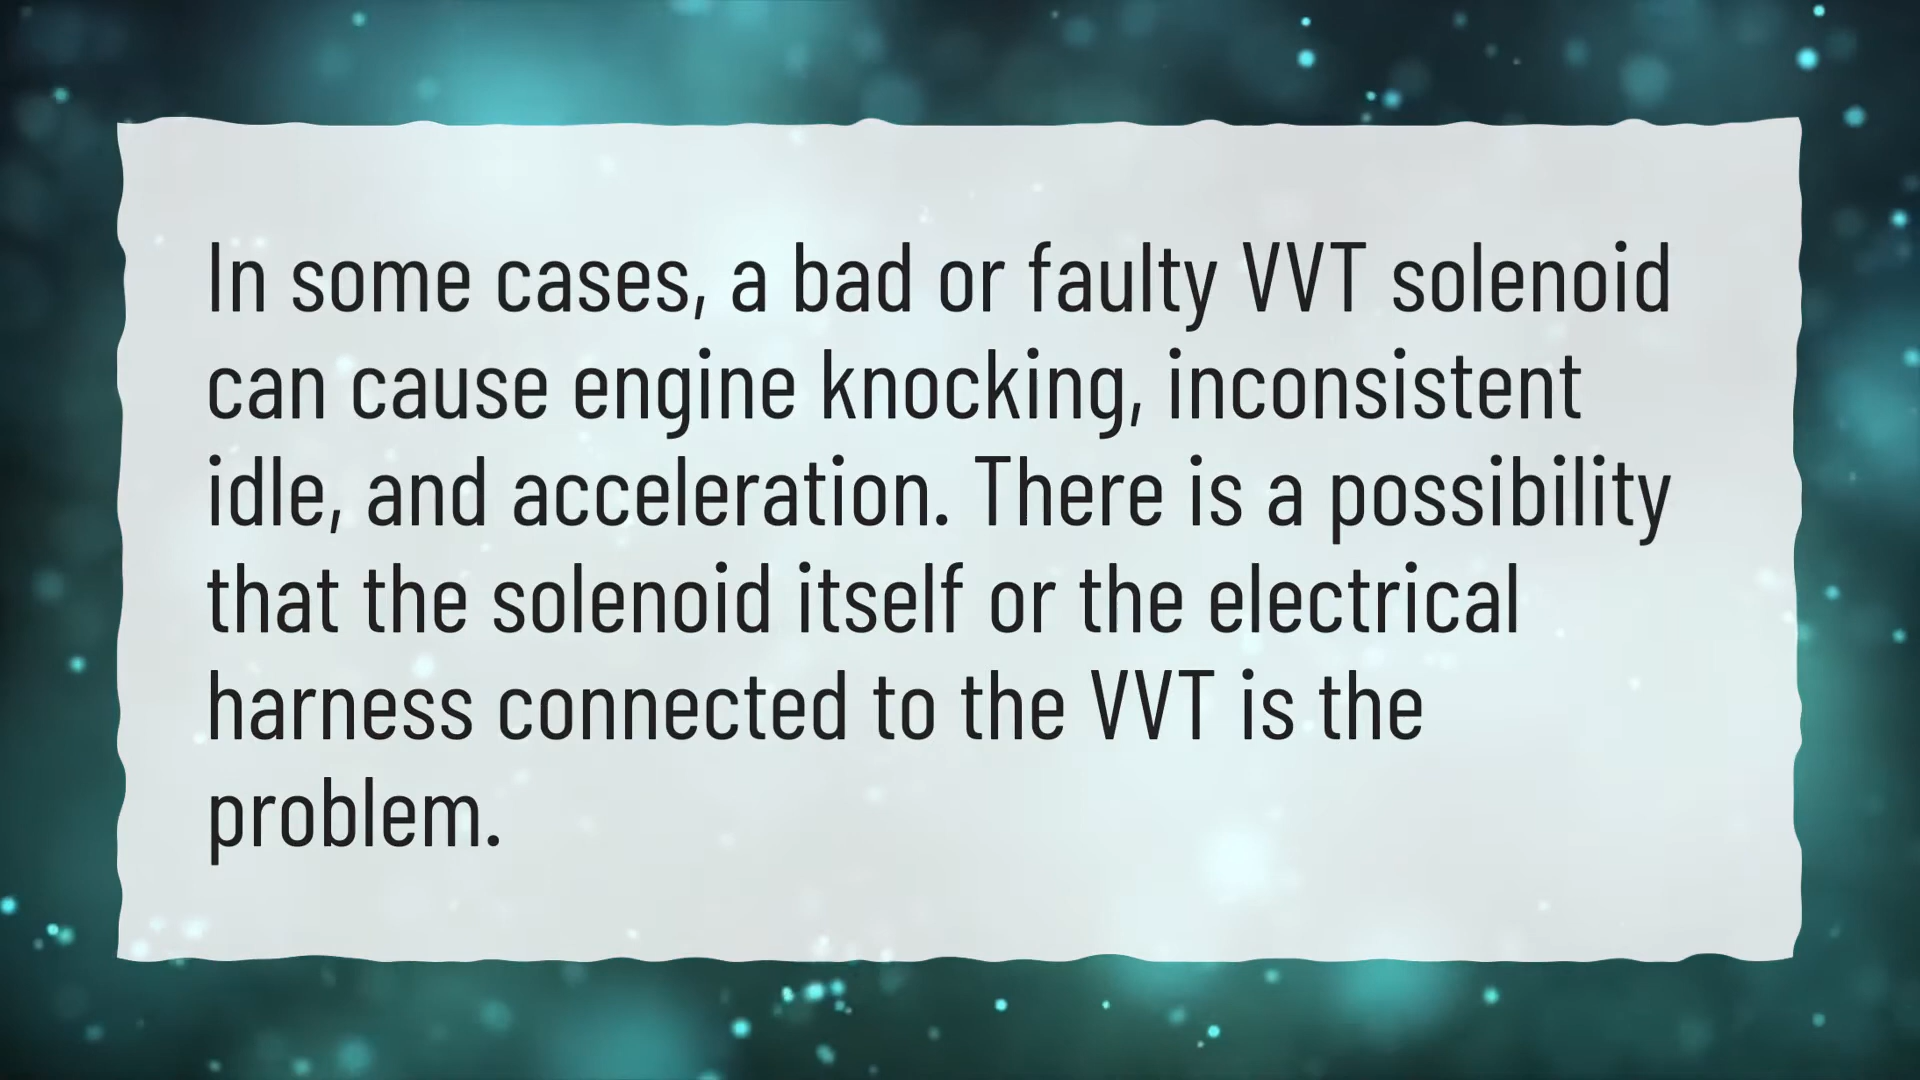 In some cases, a bad or faulty VVT solenoid
can cause engine knocking, inconsistent
idle, and acceleration. There is a possibility
that the solenoid itself or the electrical
harness connected to the VVT is the
problem.